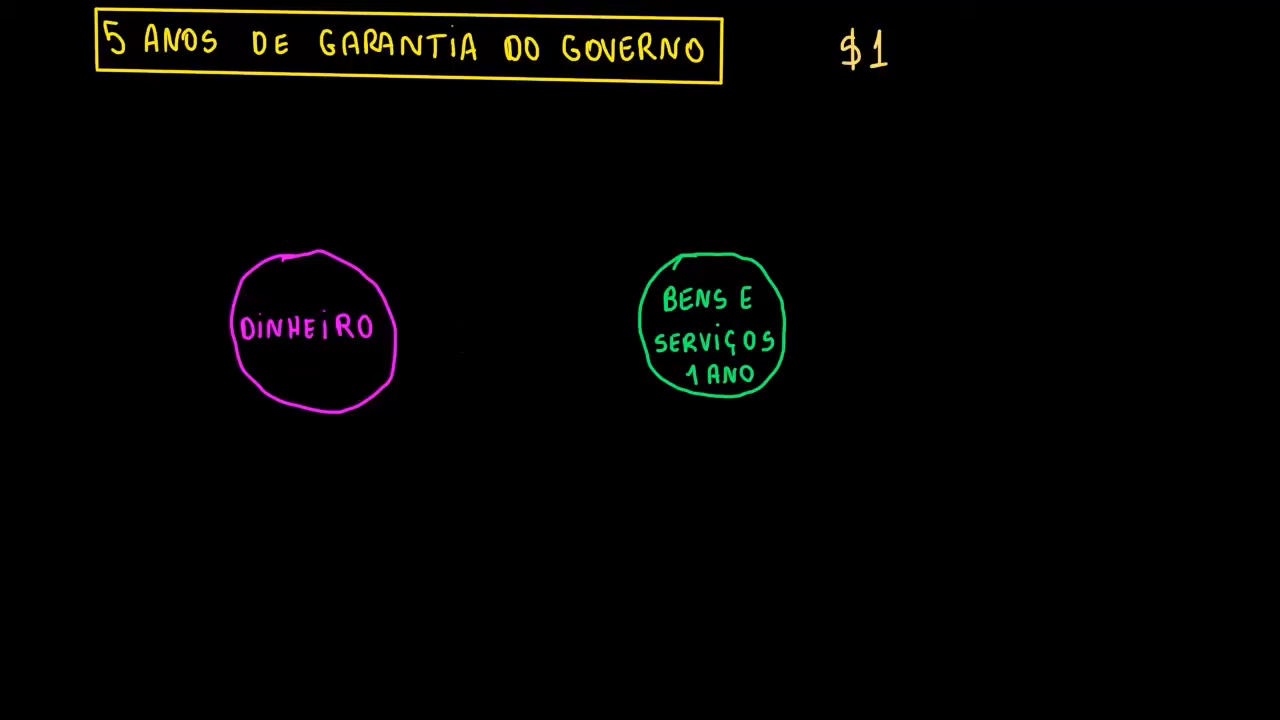 5 ANOS DE GARANTIA DO GOVERNO
$1
DINHEIRO
BENS E
SERVIÇOS
1 ANO